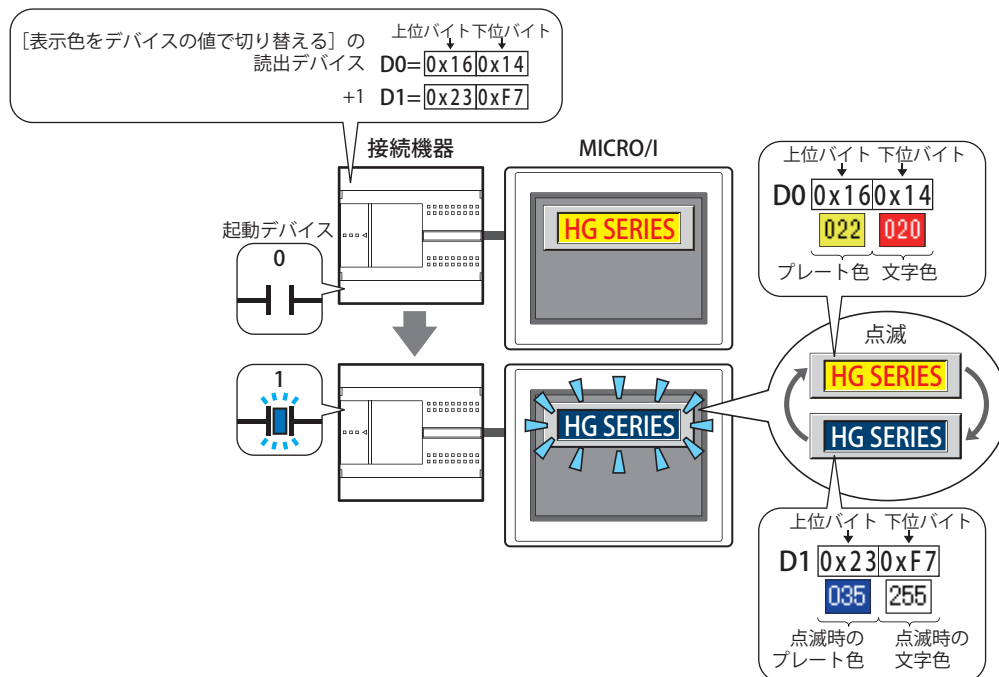 ［表示色をデバイスの値で切り替える］の
読出デバイス
上位バイト 下位バイト
D0= 0x16 0x14
+1 D1= 0x23 0xF7
接続機器
MICRO/I
起動デバイス
0
HG SERIES
上位バイト 下位バイト
D0 0x16 0x14
022 020
プレート色 文字色
1
HG SERIES
点滅
HG SERIES
HG SERIES
上位バイト 下位バイト
D1 0x23 0xF7
035 255
点滅時の
プレート色
点滅時の
文字色